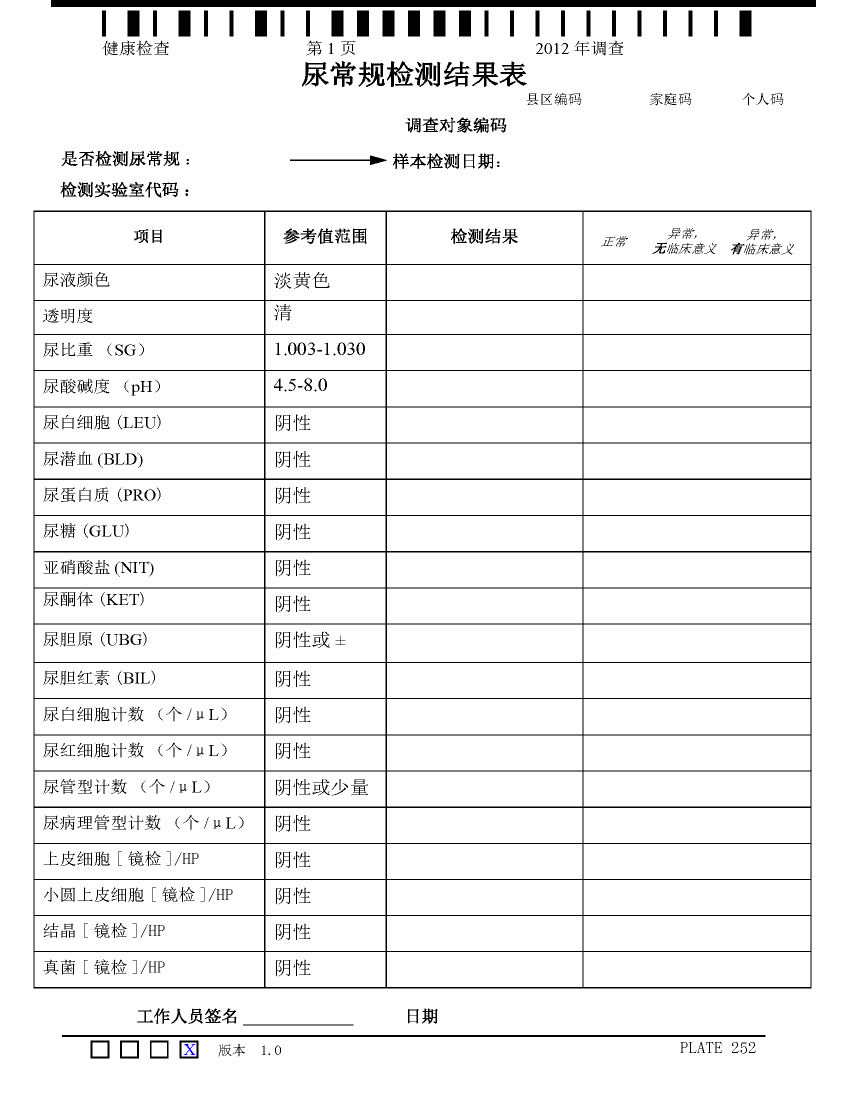 健康检查 第 1 页 2012 年调查
尿常规检测结果表
县区编码 家庭码 个人码
调查对象编码
是否检测尿常规 : 样本检测日期:
检测实验室代码 :
项目 参考值范围 检测结果 正常 异常, 无临床意义 异常, 有临床意义
尿液颜色 淡黄色
透明度 清
尿比重 （SG） 1.003-1.030
尿酸碱度 （pH） 4.5-8.0
尿白细胞 (LEU) 阴性
尿潜血 (BLD) 阴性
尿蛋白质 (PRO) 阴性
尿糖 (GLU) 阴性
亚硝酸盐 (NIT) 阴性
尿酮体 (KET) 阴性
尿胆原 (UBG) 阴性或 ±
尿胆红素 (BIL) 阴性
尿白细胞计数 （个 / μ L） 阴性
尿红细胞计数 （个 / μ L） 阴性
尿管型计数 （个 / μ L） 阴性或少量
尿病理管型计数 （个 / μ L） 阴性
上皮细胞 [ 镜检 ]/HP 阴性
小圆上皮细胞 [ 镜检 ]/HP 阴性
结晶 [ 镜检 ]/HP 阴性
真菌 [ 镜检 ]/HP 阴性
工作人员签名 日期
X 版本 1.0 PLATE 252